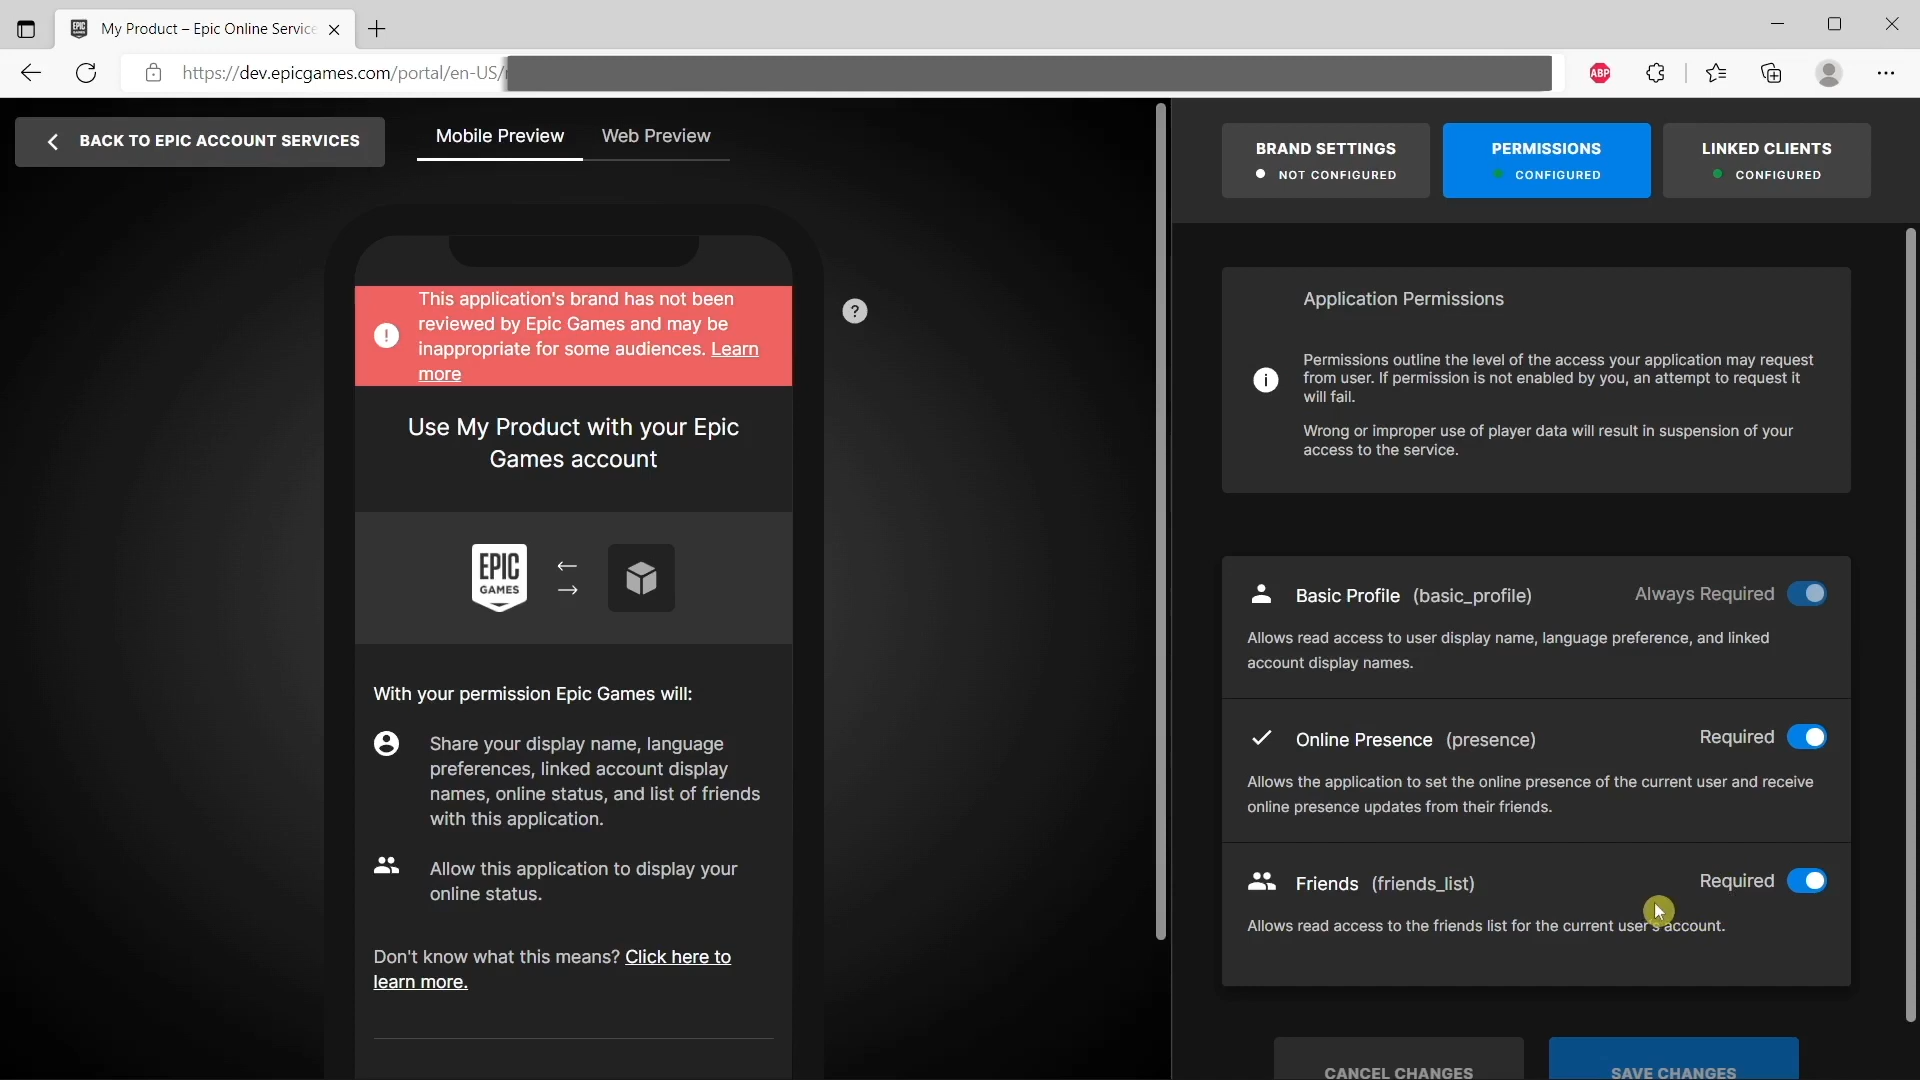 My Product – Epic Online Service
https://dev.epicgames.com/portal/en-US/
ABP
BACK TO EPIC ACCOUNT SERVICES
Mobile Preview
Web Preview
BRAND SETTINGS
NOT CONFIGURED
PERMISSIONS
CONFIGURED
LINKED CLIENTS
CONFIGURED
This application's brand has not been
reviewed by Epic Games and may be
inappropriate for some audiences. Learn
more
?
Use My Product with your Epic
Games account
EPIC
GAMES
With your permission Epic Games will:
Share your display name, language
preferences, linked account display
names, online status, and list of friends
with this application.
Allow this application to display your
online status.
Don't know what this means? Click here to
learn more.
Application Permissions
Permissions outline the level of the access your application may request
from user. If permission is not enabled by you, an attempt to request it
will fail.
Wrong or improper use of player data will result in suspension of your
access to the service.
Basic Profile (basic_profile)
Always Required
Allows read access to user display name, language preference, and linked
account display names.
Online Presence (presence)
Required
Allows the application to set the online presence of the current user and receive
online presence updates from their friends.
Friends (friends_list)
Required
Allows read access to the friends list for the current user's account.
CANCEL CHANGES
SAVE CHANGES